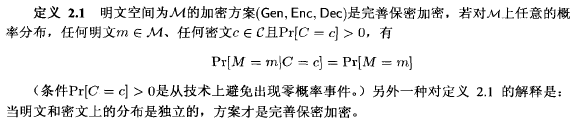 定义 2.1 明文空间为M的加密方案(Gen, Enc, Dec)是完善保密加密，若对M上任意的概
率分布，任何明文m ∈ M、任何密文c ∈ C且Pr[C = c] > 0，有
Pr[M = m|C = c] = Pr[M = m]
（条件Pr[C = c] > 0是从技术上避免出现零概率事件。）另外一种对定义 2.1 的解释是：
当明文和密文上的分布是独立的，方案才是完善保密加密。